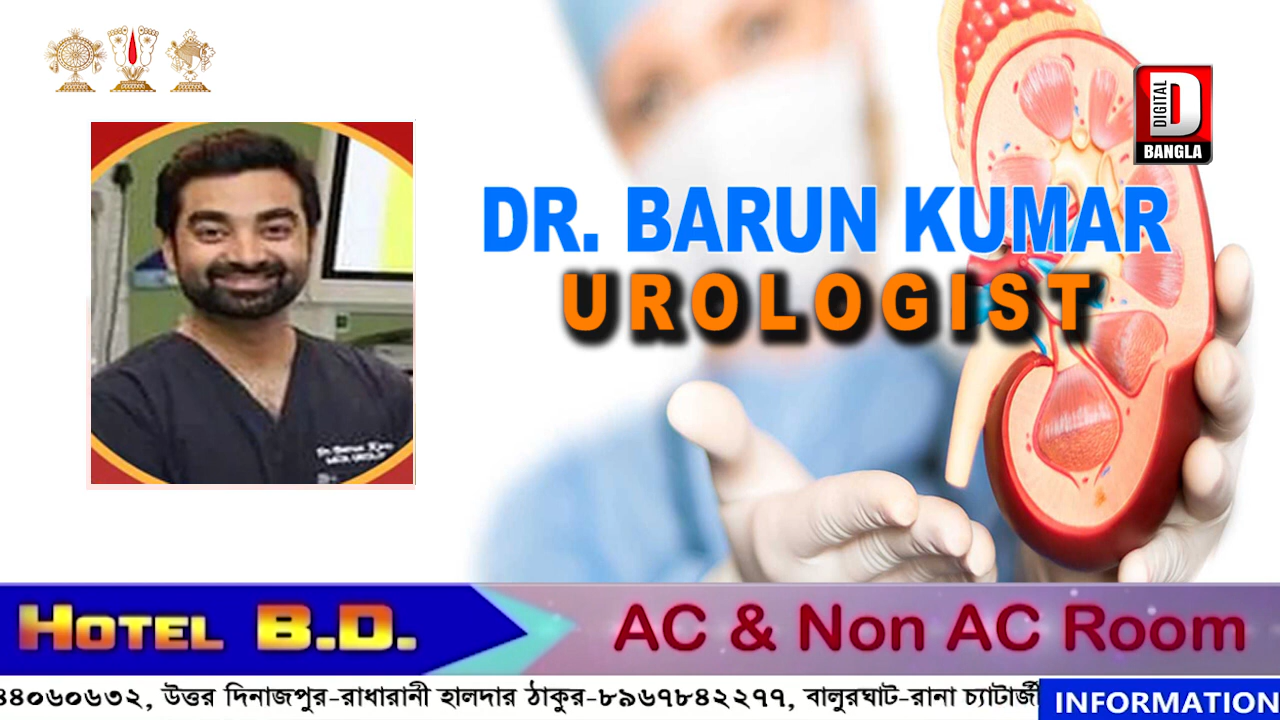 DIGITAL
D
BANGLA
DR. BARUN KUMAR
UROLOGIST
HOTEL B.D.
AC & Non AC Room
৪৪০৬০৬৩২, উত্তর দিনাজপুর-রাধারানী হালদার ঠাকুর-৮৯৬৭৮৪২২৭৭, বালুরঘাট-রানা চ্যাটার্জী
INFORMATION